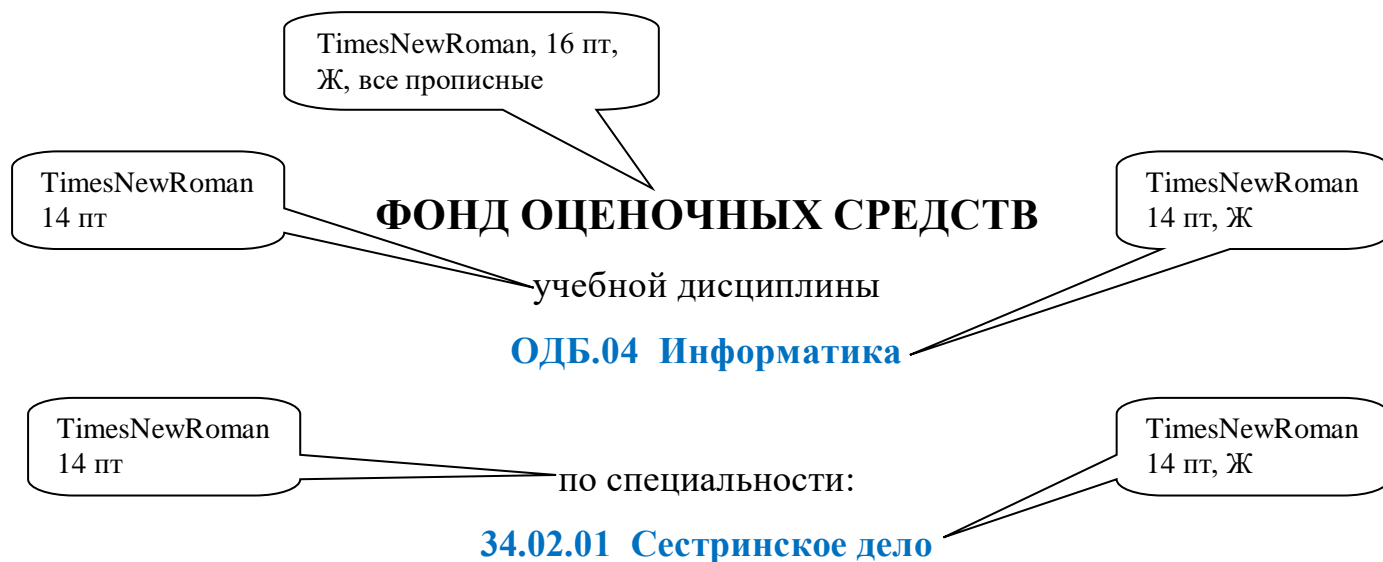 TimesNewRoman, 16 пт,
Ж, все прописные
TimesNewRoman
14 пт
TimesNewRoman
14 пт, Ж
ФОНД ОЦЕНОЧНЫХ СРЕДСТВ
учебной дисциплины
ОДБ.04 Информатика
TimesNewRoman
14 пт
TimesNewRoman
14 пт, Ж
по специальности:
34.02.01 Сестринское дело